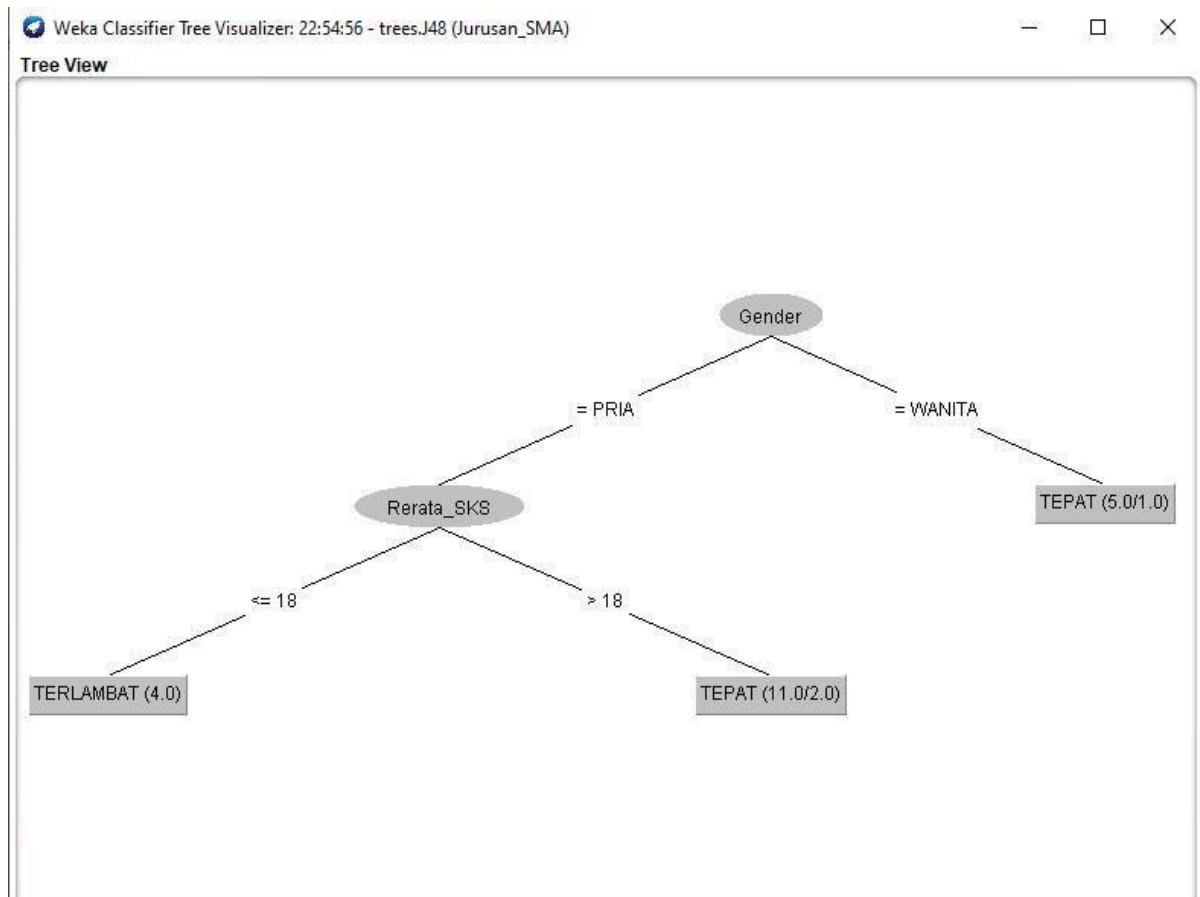 Weka Classifier Tree Visualizer: 22:54:56 - trees.J48 (Jurusan_SMA)
Tree View
Gender
= PRIA
= WANITA
Rerata_SKS
TEPAT (5.0/1.0)
<= 18
> 18
TERLAMBAT (4.0)
TEPAT (11.0/2.0)